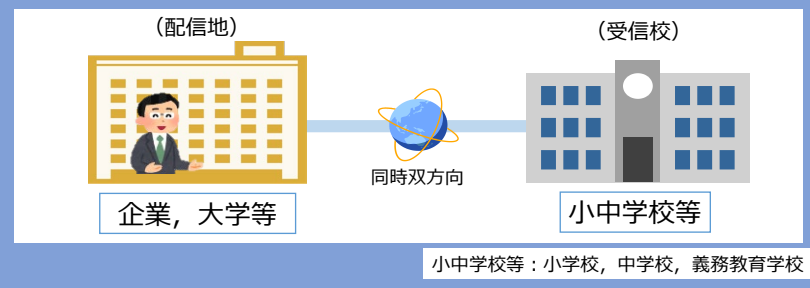 （配信地）
（受信校）
同時双方向
企業，大学等
小中学校等
小中学校等：小学校，中学校，義務教育学校